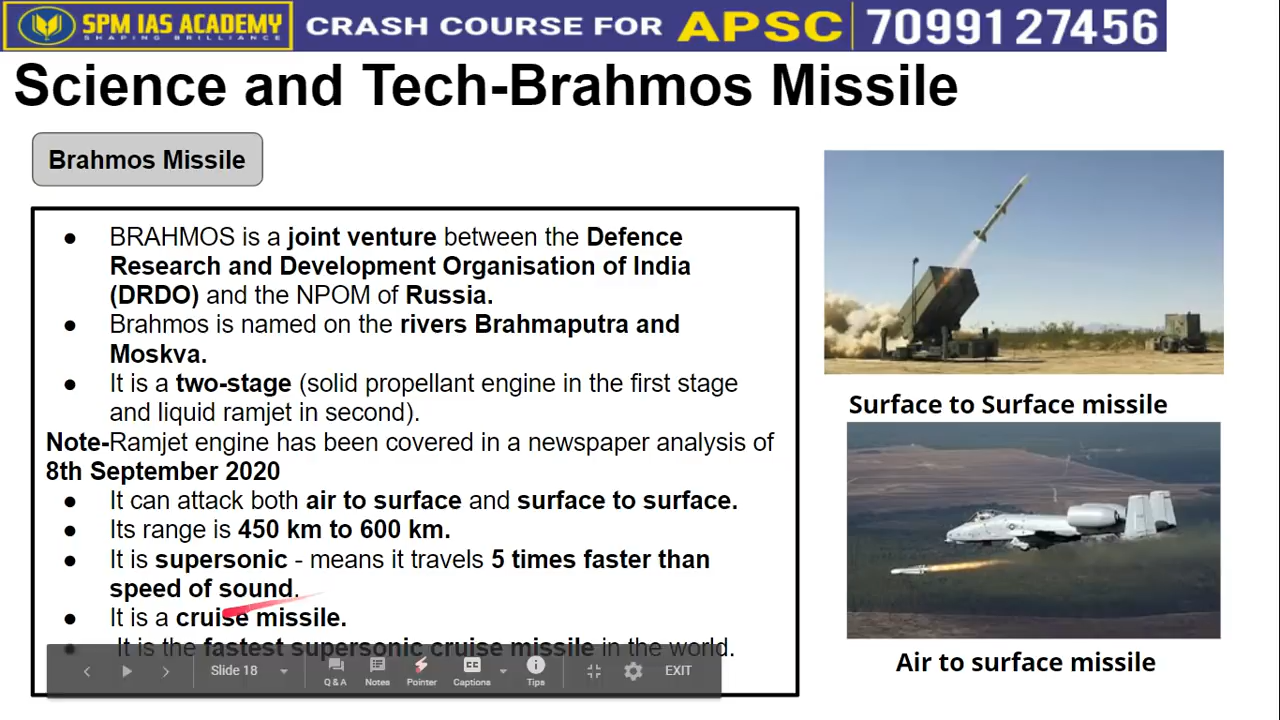 SPM IAS ACADEMY
SHAPING BRILLIANCE
CRASH COURSE FOR APSC 70991 27456
Science and Tech-Brahmos Missile
Brahmos Missile
● BRAHMOS is a joint venture between the Defence
Research and Development Organisation of India
(DRDO) and the NPOM of Russia.
● Brahmos is named on the rivers Brahmaputra and
Moskva.
● It is a two-stage (solid propellant engine in the first stage
and liquid ramjet in second).
Note-Ramjet engine has been covered in a newspaper analysis of
8th September 2020
● It can attack both air to surface and surface to surface.
● Its range is 450 km to 600 km.
● It is supersonic - means it travels 5 times faster than
speed of sound.
● It is a cruise missile.
● It is the fastest supersonic cruise missile in the world.
Surface to Surface missile
Air to surface missile
Slide 18
Q & A
Notes
Pointer
CC
Captions
Tips
EXIT